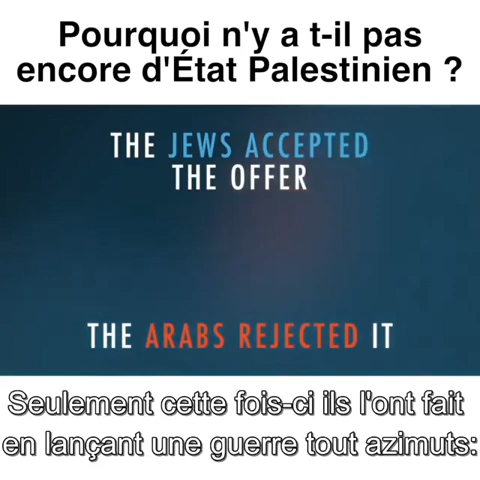 Pourquoi n'y a t-il pas
encore d'État Palestinien ?
THE JEWS ACCEPTED
THE OFFER
THE ARABS REJECTED IT
Seulement cette fois-ci ils l'ont fait
en lançant une guerre tout azimuts: